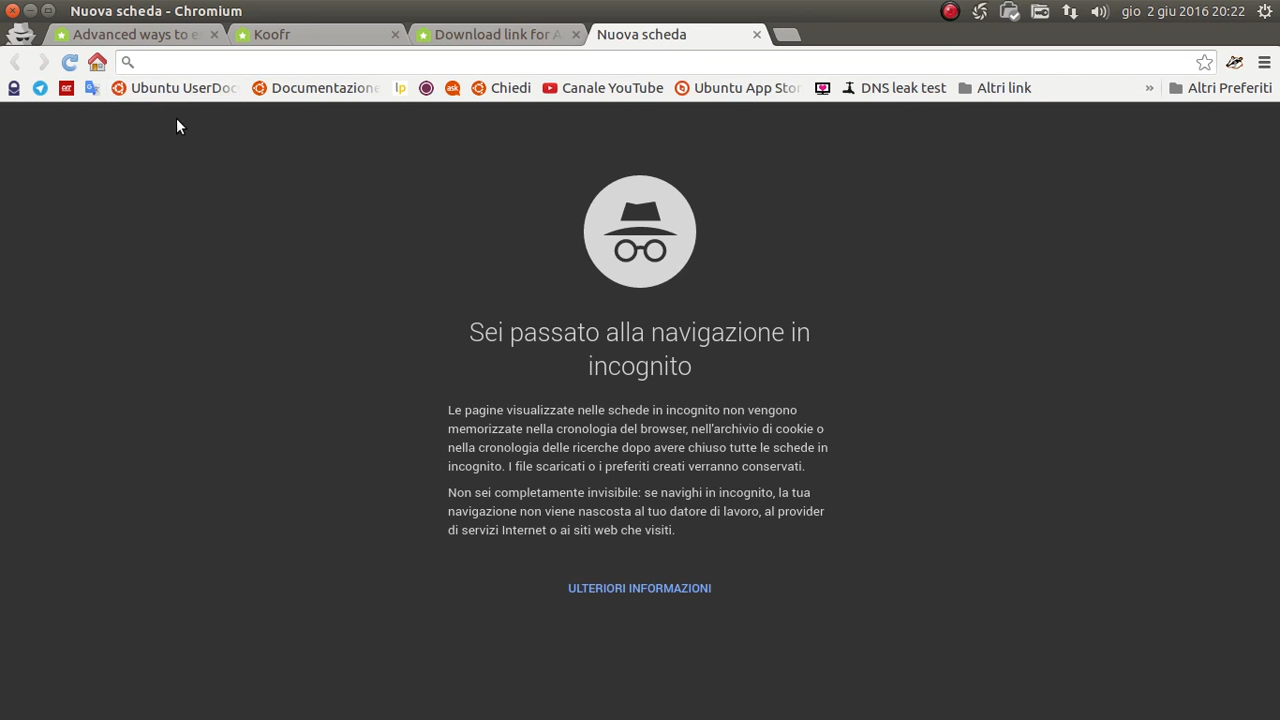 Nuova scheda - Chromium
gio 2 giu 2016 20:22
Advanced ways to e
Koofr
Download link for A
Nuova scheda
Ubuntu UserDoc
Documentazione
lp
ask
Chiedi
Canale YouTube
Ubuntu App Stor
DNS leak test
Altri link
»
Altri Preferiti
Sei passato alla navigazione in
incognito
Le pagine visualizzate nelle schede in incognito non vengono
memorizzate nella cronologia del browser, nell'archivio di cookie o
nella cronologia delle ricerche dopo avere chiuso tutte le schede in
incognito. I file scaricati o i preferiti creati verranno conservati.
Non sei completamente invisibile: se navighi in incognito, la tua
navigazione non viene nascosta al tuo datore di lavoro, al provider
di servizi Internet o ai siti web che visiti.
ULTERIORI INFORMAZIONI